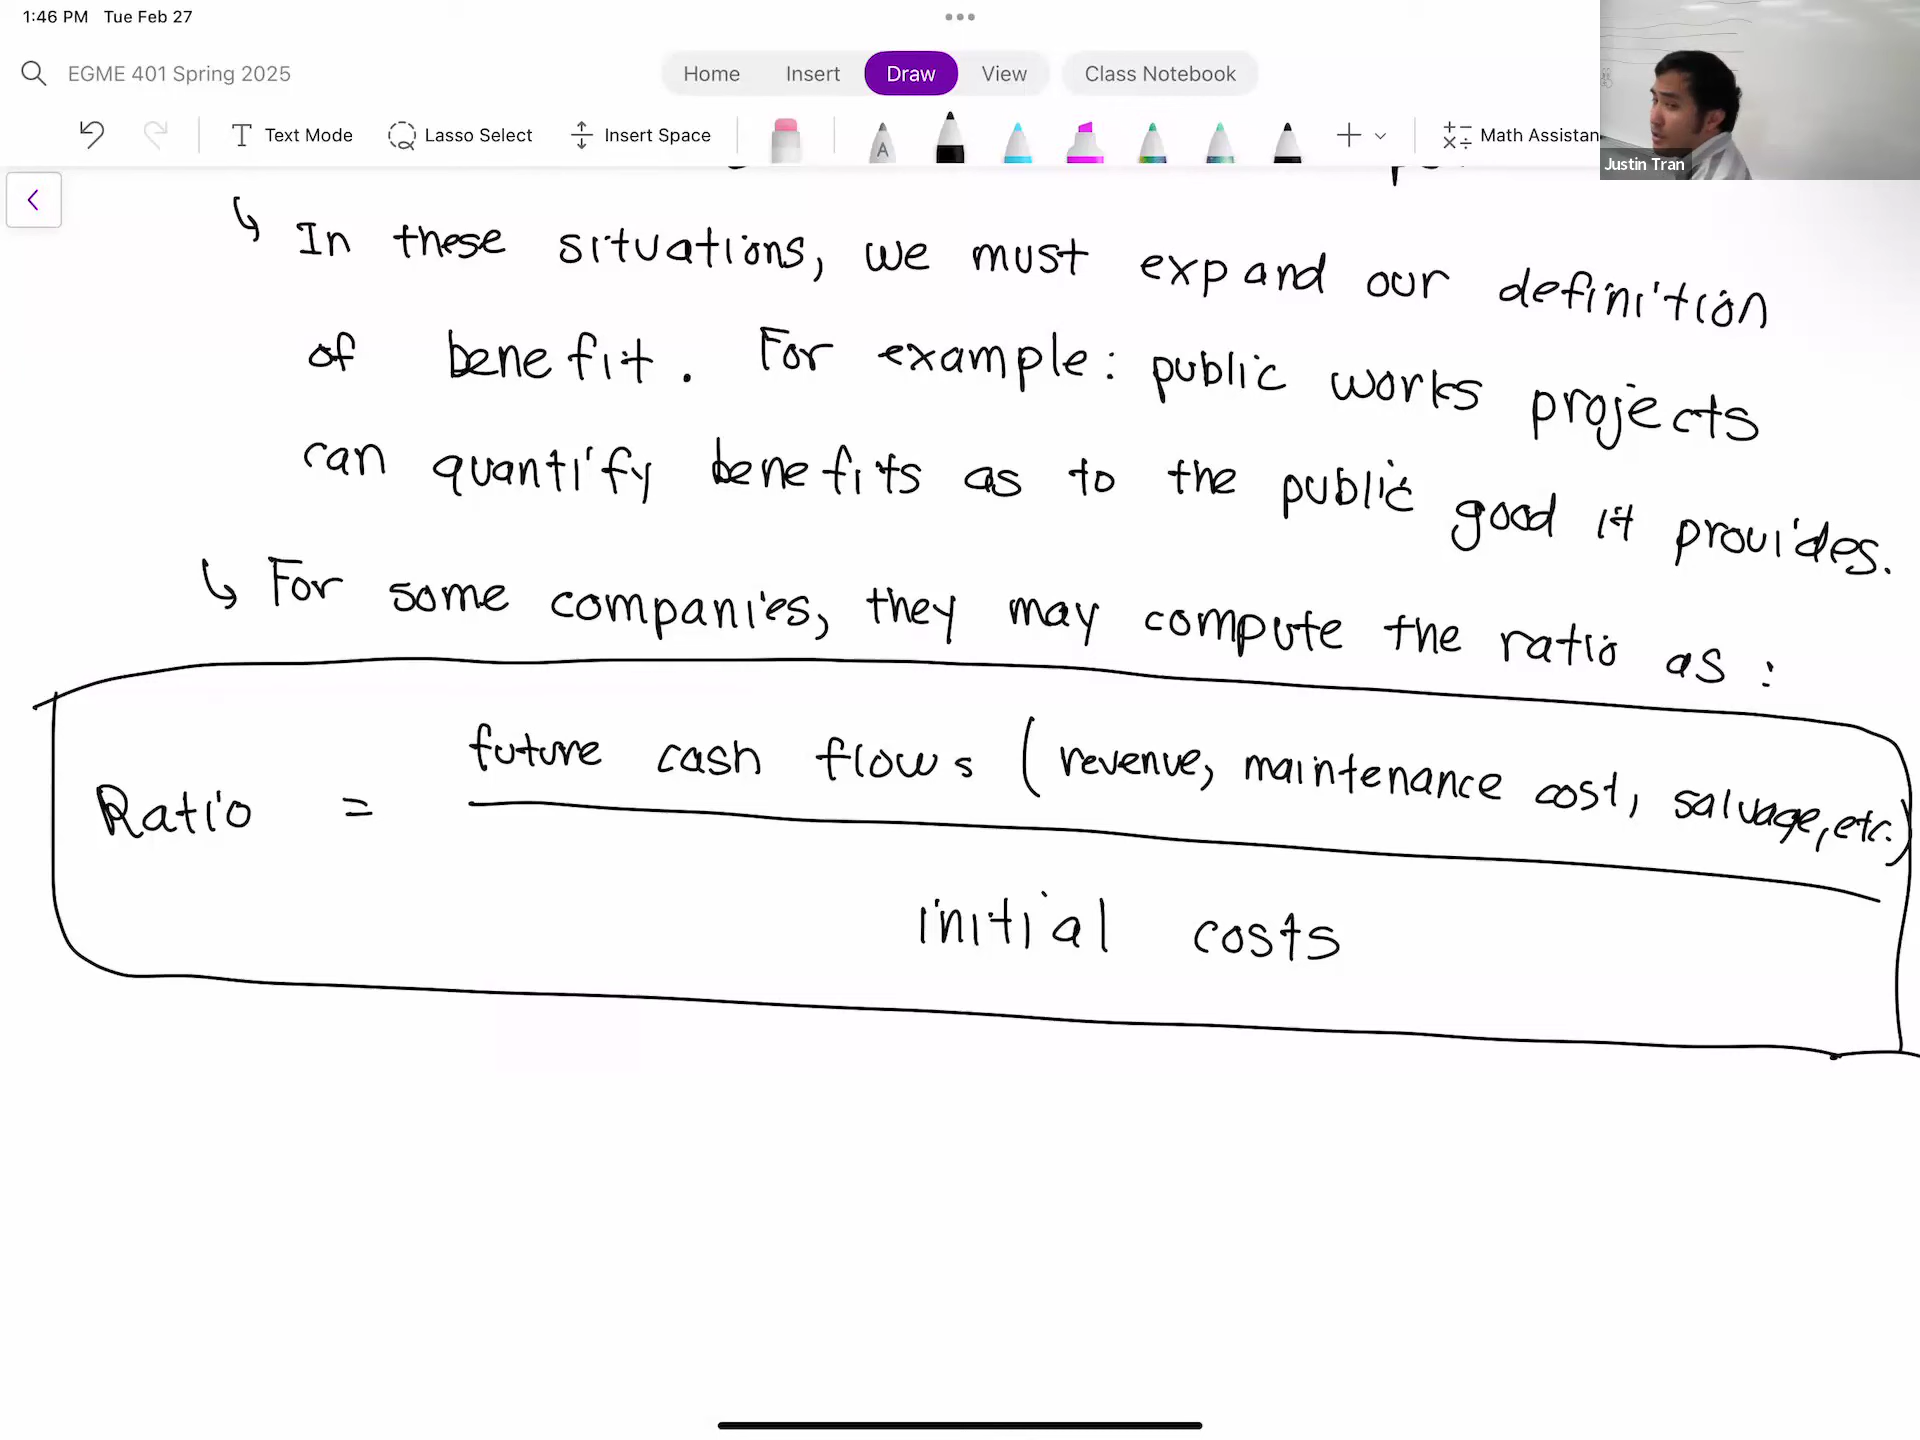 1:46 PM Tue Feb 27
EGME 401 Spring 2025
Home Insert Draw View Class Notebook
Text Mode Lasso Select Insert Space Math Assistan
Justin Tran
In these situations, we must expand our definition
of benefit. For example: public works projects
can quantify benefits as to the public good it provides.
For some companies, they may compute the ratio as:
future cash flows (revenue, maintenance cost, salvage, etc.)
Ratio =
initial costs